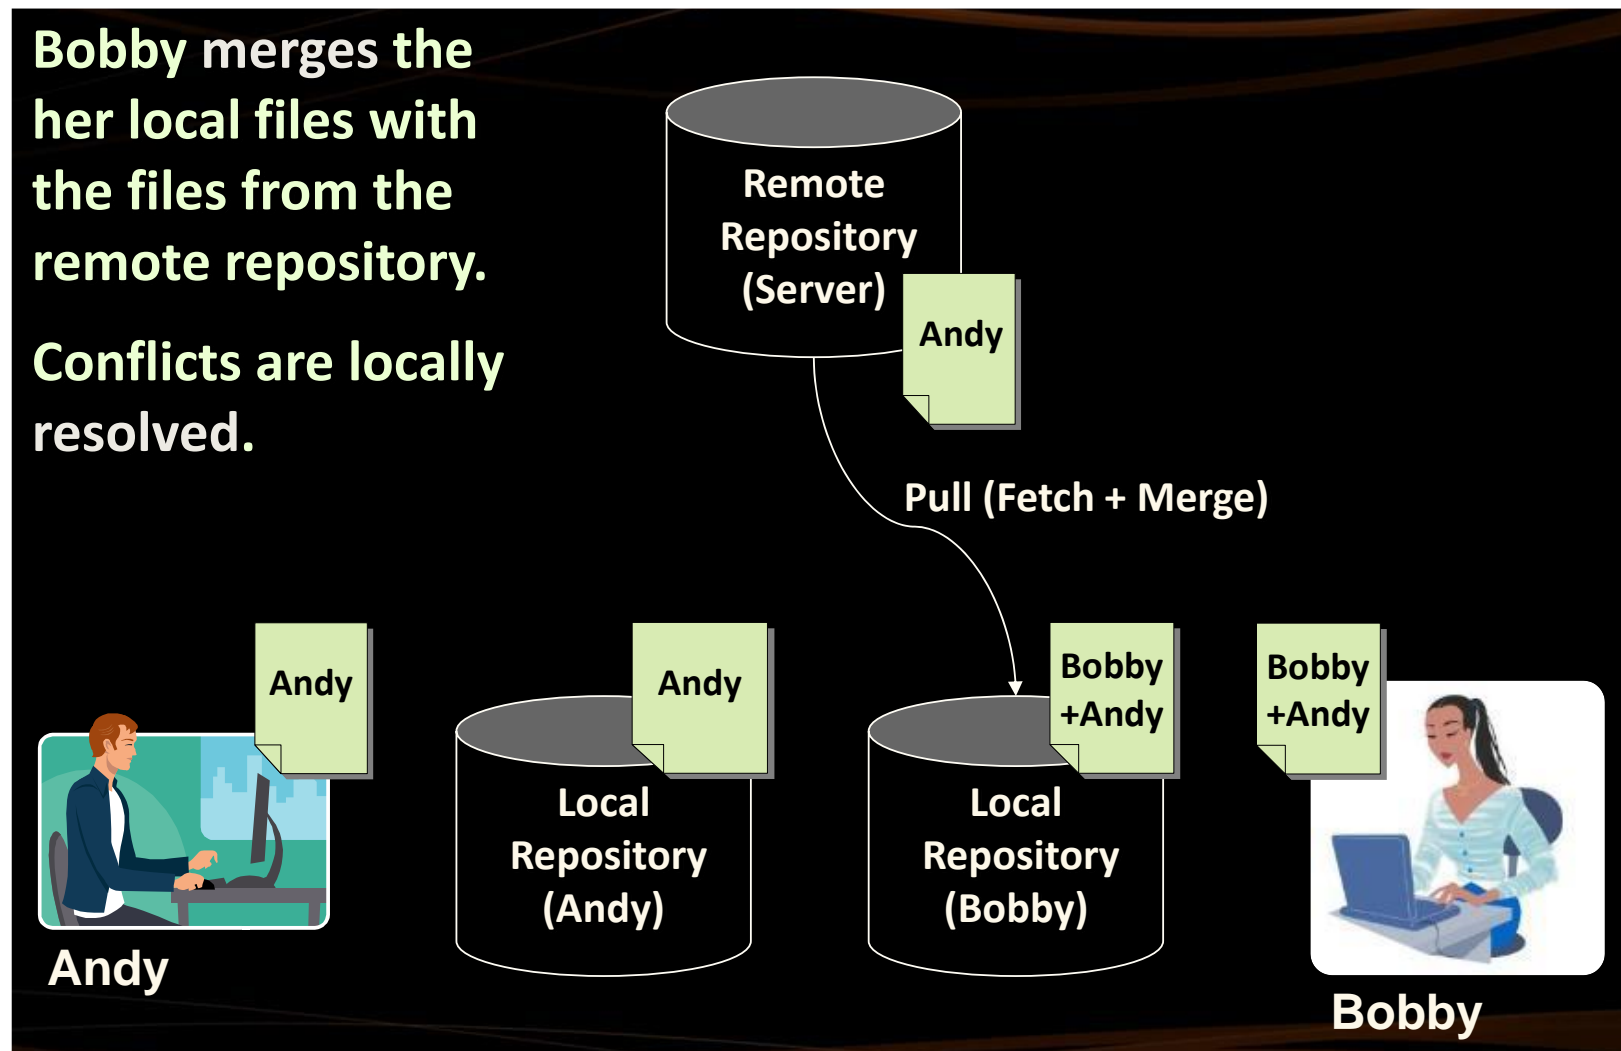 Bobby merges the
her local files with
the files from the
remote repository.
Conflicts are locally
resolved.
Remote
Repository
(Server)
Andy
Pull (Fetch + Merge)
Andy
Andy
Bobby
+Andy
Bobby
+Andy
Local
Repository
(Andy)
Local
Repository
(Bobby)
Andy
Bobby